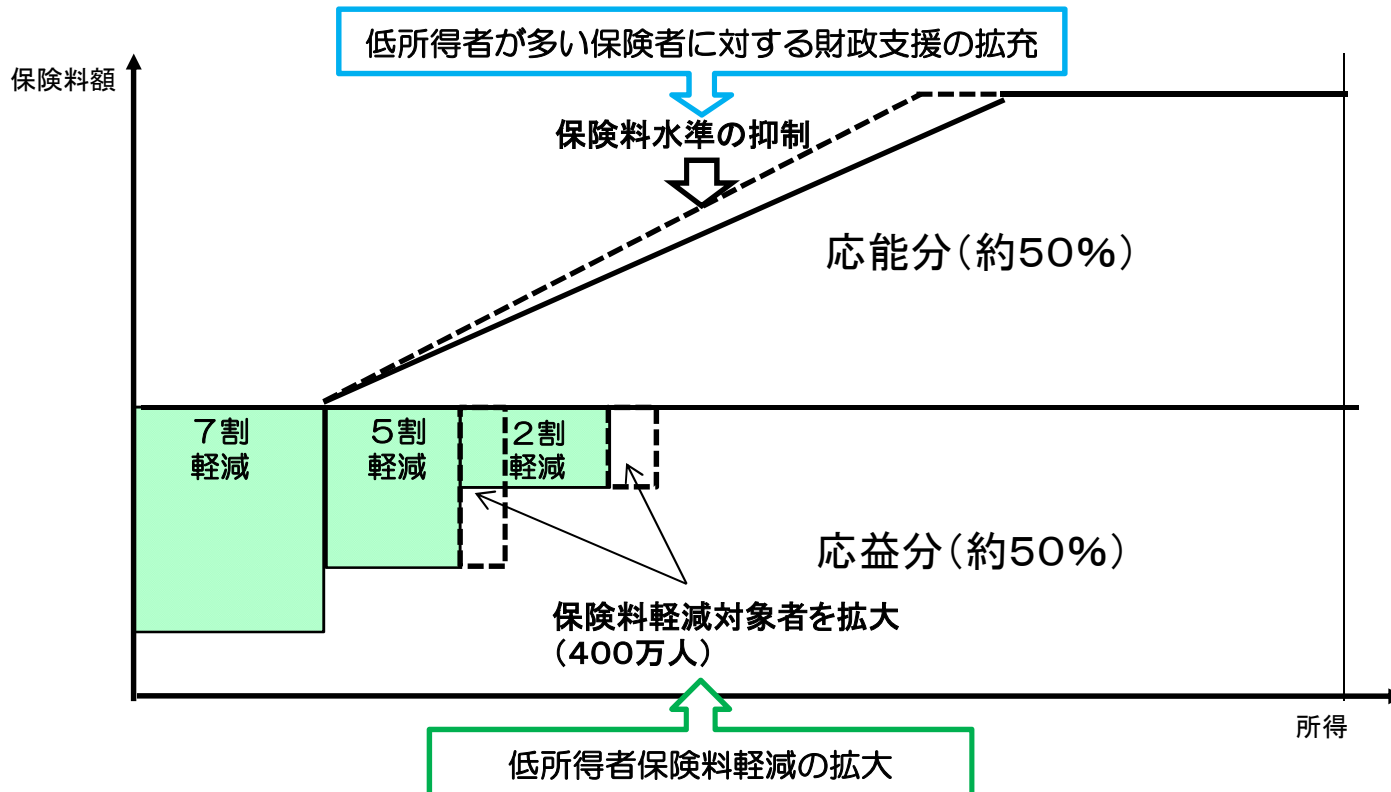 低所得者が多い保険者に対する財政支援の拡充
保険料額
保険料水準の抑制
応能分(約50%)
7割
軽減
5割
軽減
2割
軽減
応益分(約50%)
保険料軽減対象者を拡大
(400万人)
所得
低所得者保険料軽減の拡大